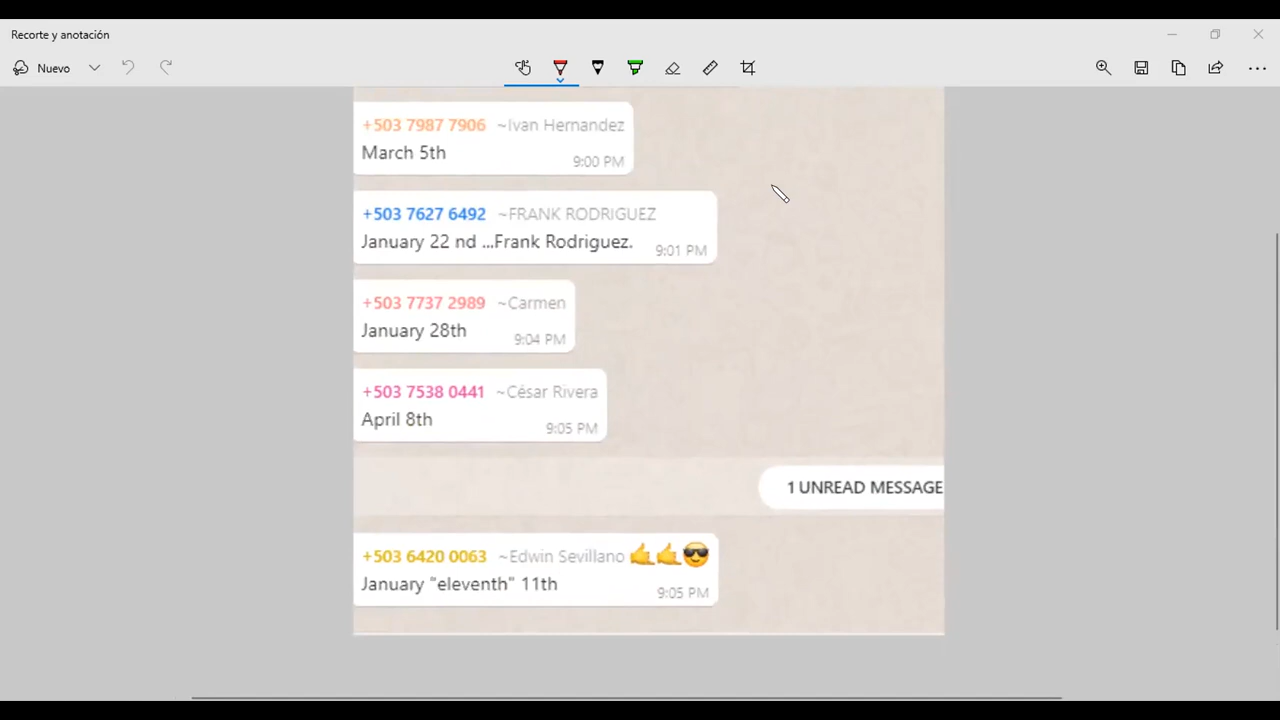 Recorte y anotación
Nuevo
+503 7987 7906 ~Ivan Hernandez
March 5th
9:00 PM
+503 7627 6492 ~FRANK RODRIGUEZ
January 22 nd ...Frank Rodriguez.
9:01 PM
+503 7737 2989 ~Carmen
January 28th
9:04 PM
+503 7538 0441 ~César Rivera
April 8th
9:05 PM
1 UNREAD MESSAGE
+503 6420 0063 ~Edwin Sevillano 🤙🤙😎
January "eleventh" 11th
9:05 PM